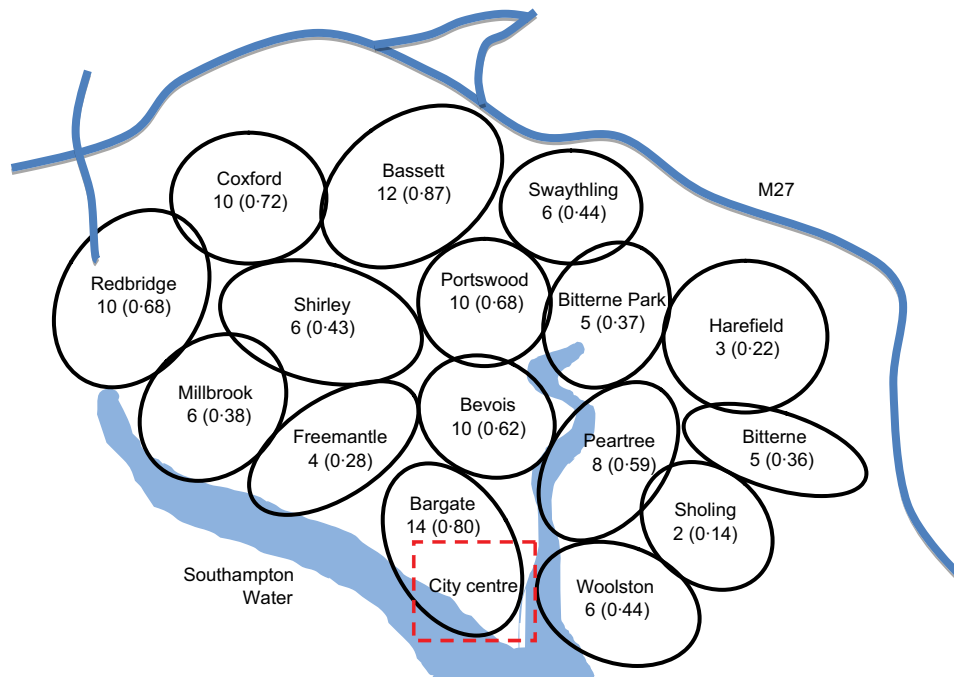 Coxford
10 (0·72)
Bassett
12 (0·87)
Swaythling
6 (0·44)
M27
Redbridge
10 (0·68)
Shirley
6 (0·43)
Portswood
10 (0·68)
Bitterne Park
5 (0·37)
Harefield
3 (0·22)
Millbrook
6 (0·38)
Freemantle
4 (0·28)
Bevois
10 (0·62)
Peartree
8 (0·59)
Bitterne
5 (0·36)
Bargate
14 (0·80)
Sholing
2 (0·14)
City centre
Southampton
Water
Woolston
6 (0·44)